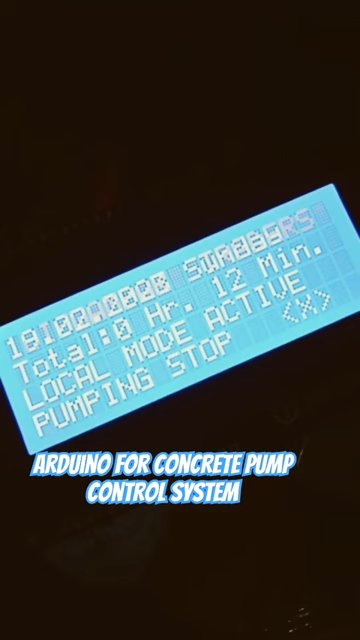 Total:0 Hr. 12 Min.
LOCAL MODE ACTIVE
PUMPING STOP <X>
ARDUINO FOR CONCRETE PUMP
CONTROL SYSTEM